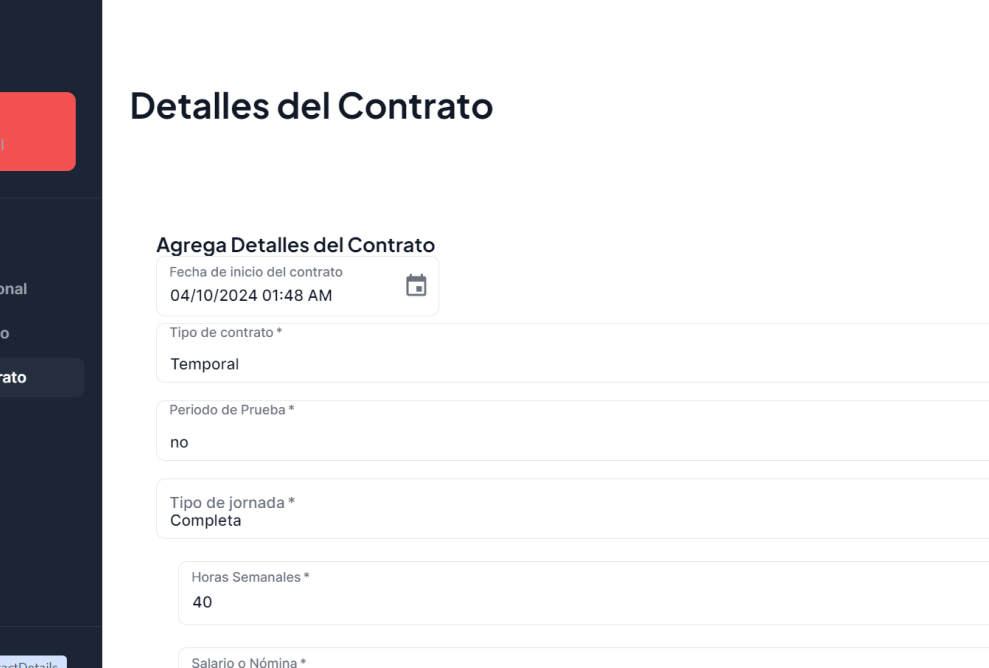 Detalles del Contrato
Agrega Detalles del Contrato
Fecha de inicio del contrato
04/10/2024 01:48 AM
Tipo de contrato *
Temporal
Periodo de Prueba *
no
Tipo de jornada *
Completa
Horas Semanales *
40
Salario o Nómina *
onal
o
rato
actDetails